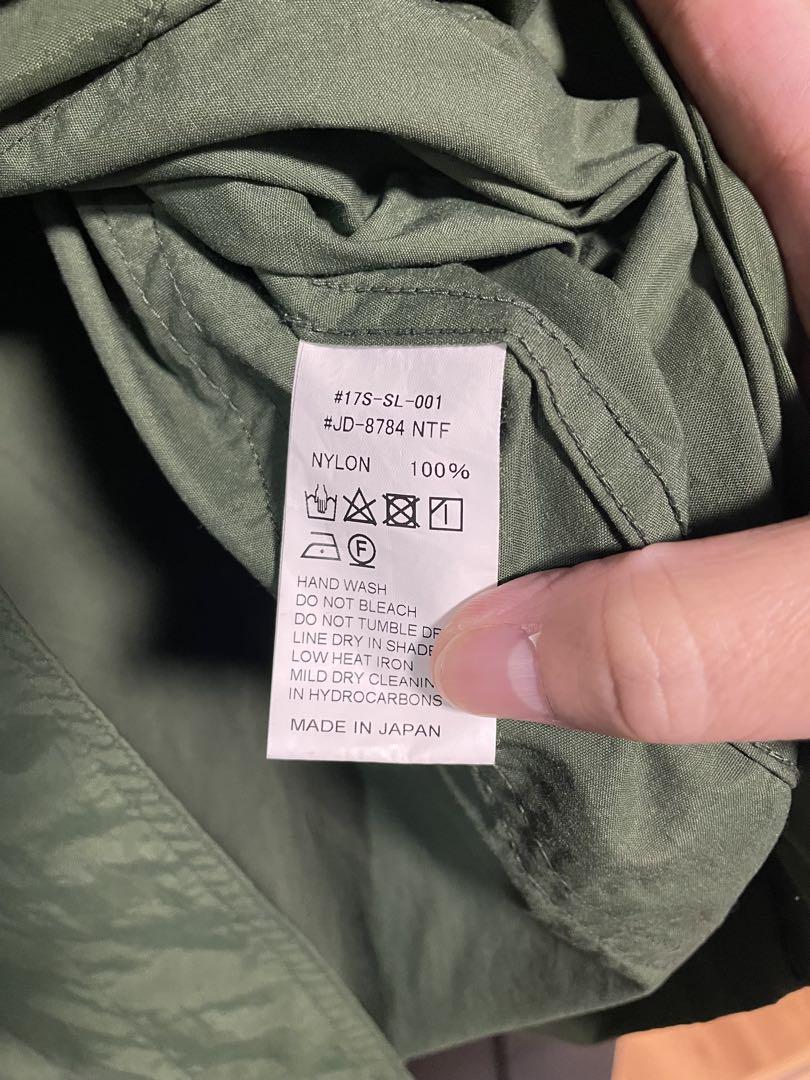 #17S-SL-001
#JD-8784 NTF
NYLON 100%
F
HAND WASH
DO NOT BLEACH
DO NOT TUMBLE
LINE DRY IN SHADE
LOW HEAT IRON
MILD DRY
IN HYDROCARBONS
MADE IN JAPAN